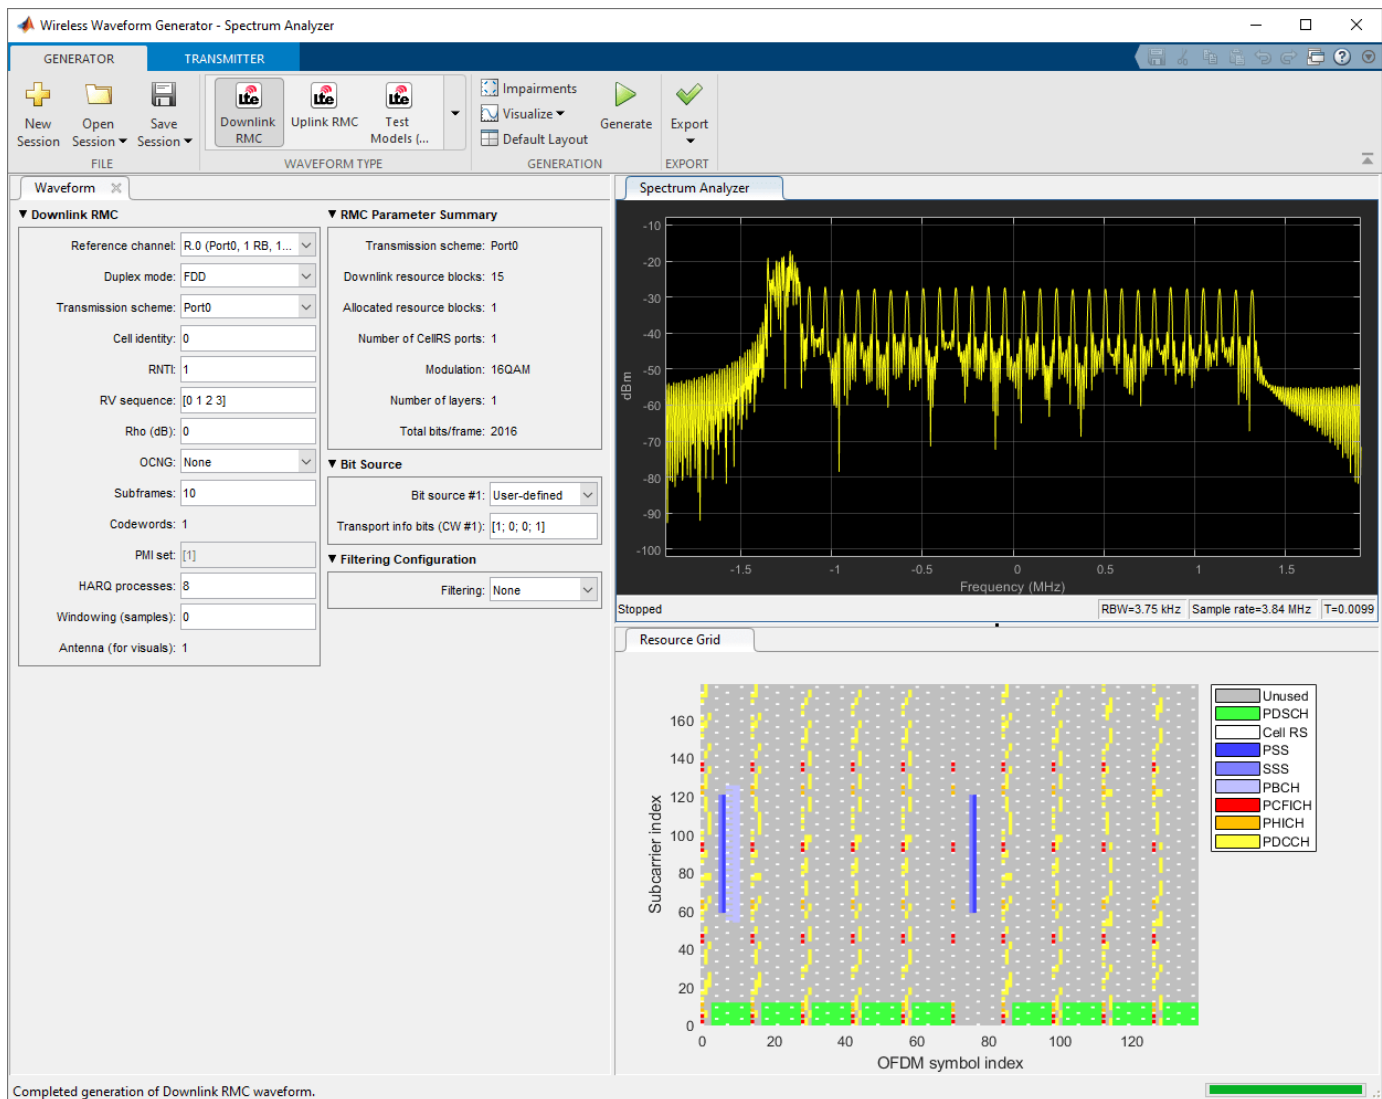 Wireless Waveform Generator - Spectrum Analyzer
GENERATOR
TRANSMITTER
New Session
Open Session
Save Session
FILE
lte
Downlink RMC
lte
Uplink RMC
lte
Test Models (...
WAVEFORM TYPE
Impairments
Visualize
Default Layout
Generate
GENERATION
Export
EXPORT
Waveform
Downlink RMC
Reference channel: R.0 (Port0, 1 RB, 1...
Duplex mode: FDD
Transmission scheme: Port0
Cell identity: 0
RNTI: 1
RV sequence: [0 1 2 3]
Rho (dB): 0
OCNG: None
Subframes: 10
Codewords: 1
PMI set: [1]
HARQ processes: 8
Windowing (samples): 0
Antenna (for visuals): 1
RMC Parameter Summary
Transmission scheme: Port0
Downlink resource blocks: 15
Allocated resource blocks: 1
Number of CellRS ports: 1
Modulation: 16QAM
Number of layers: 1
Total bits/frame: 2016
Bit Source
Bit source #1: User-defined
Transport info bits (CW #1): [1; 0; 0; 1]
Filtering Configuration
Filtering: None
Spectrum Analyzer
-10
-20
-30
-40
-50
-60
-70
-80
-90
-100
dBm
-1.5 -1 -0.5 0 0.5 1 1.5
Frequency (MHz)
Stopped
RBW=3.75 kHz Sample rate=3.84 MHz T=0.0099
Resource Grid
160
140
120
100
80
60
40
20
0
Subcarrier index
0 20 40 60 80 100 120
OFDM symbol index
Unused
PDSCH
Cell RS
PSS
SSS
PBCH
PCFICH
PHICH
PDCCH
Completed generation of Downlink RMC waveform.